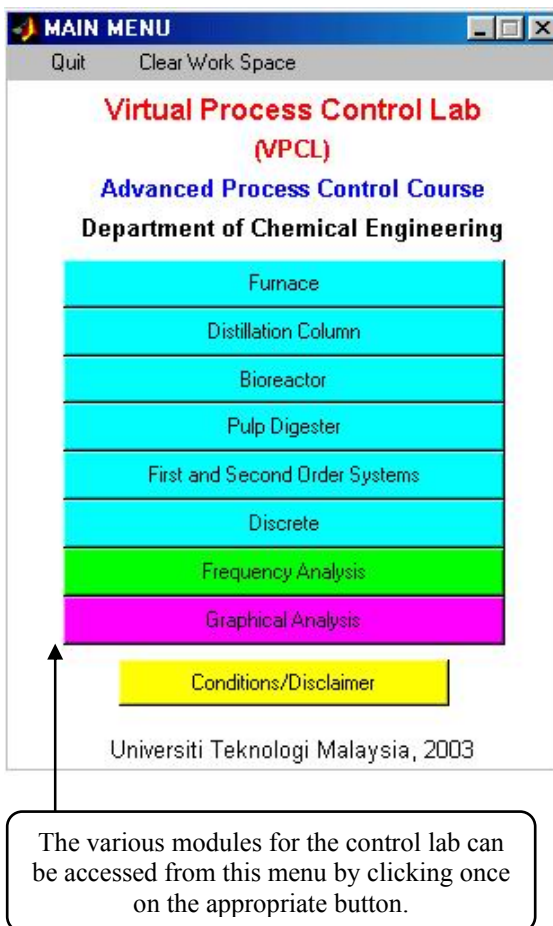 MAIN MENU
Quit Clear Work Space
Virtual Process Control Lab
(VPCL)
Advanced Process Control Course
Department of Chemical Engineering
Furnace
Distillation Column
Bioreactor
Pulp Digester
First and Second Order Systems
Discrete
Frequency Analysis
Graphical Analysis
Conditions/Disclaimer
Universiti Teknologi Malaysia, 2003
The various modules for the control lab can
be accessed from this menu by clicking once
on the appropriate button.